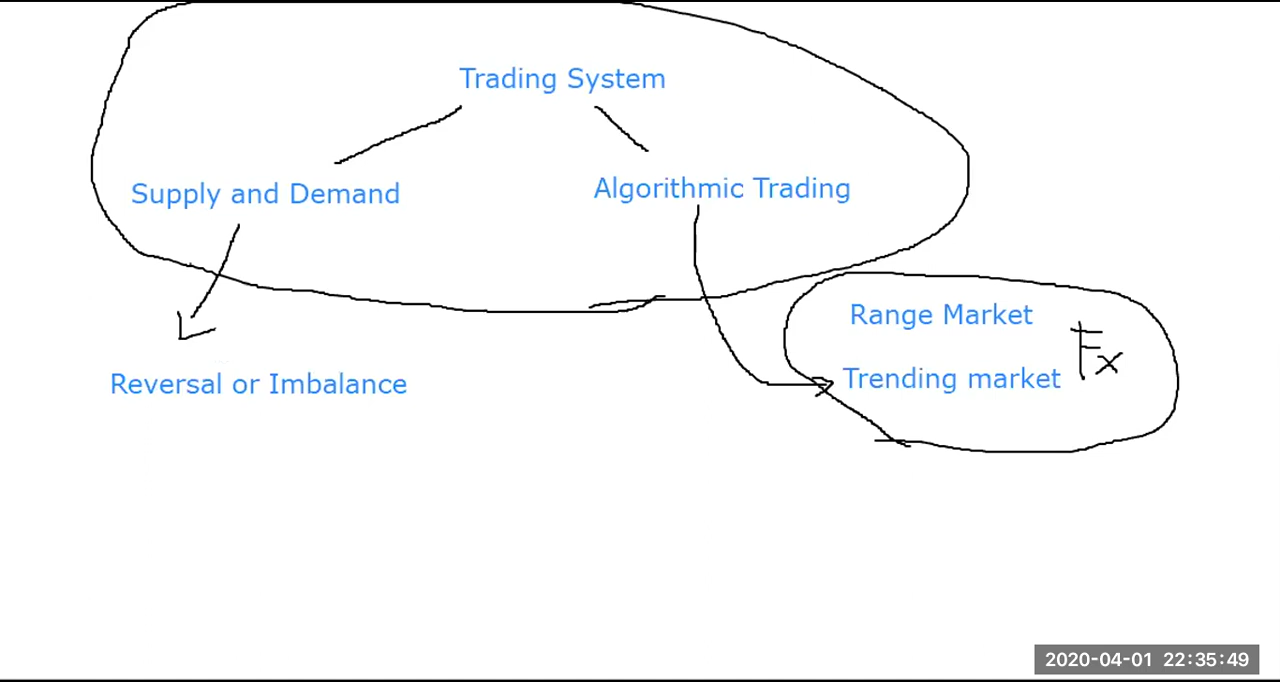 Trading System
Supply and Demand
Algorithmic Trading
Range Market
Fx
Trending market
Reversal or Imbalance
2020-04-01 22:35:49